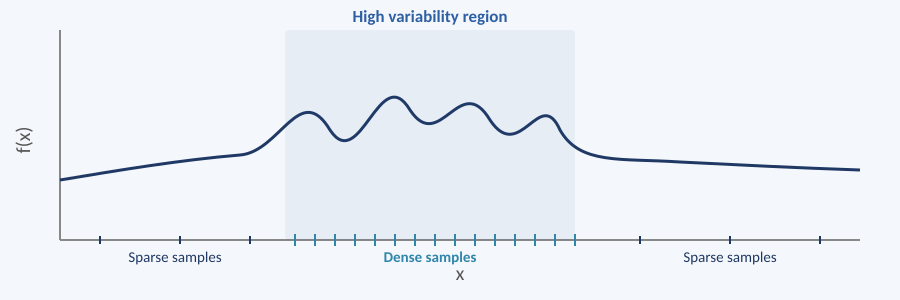 High variability region
f(x)
Sparse samples
Dense samples
Sparse samples
x